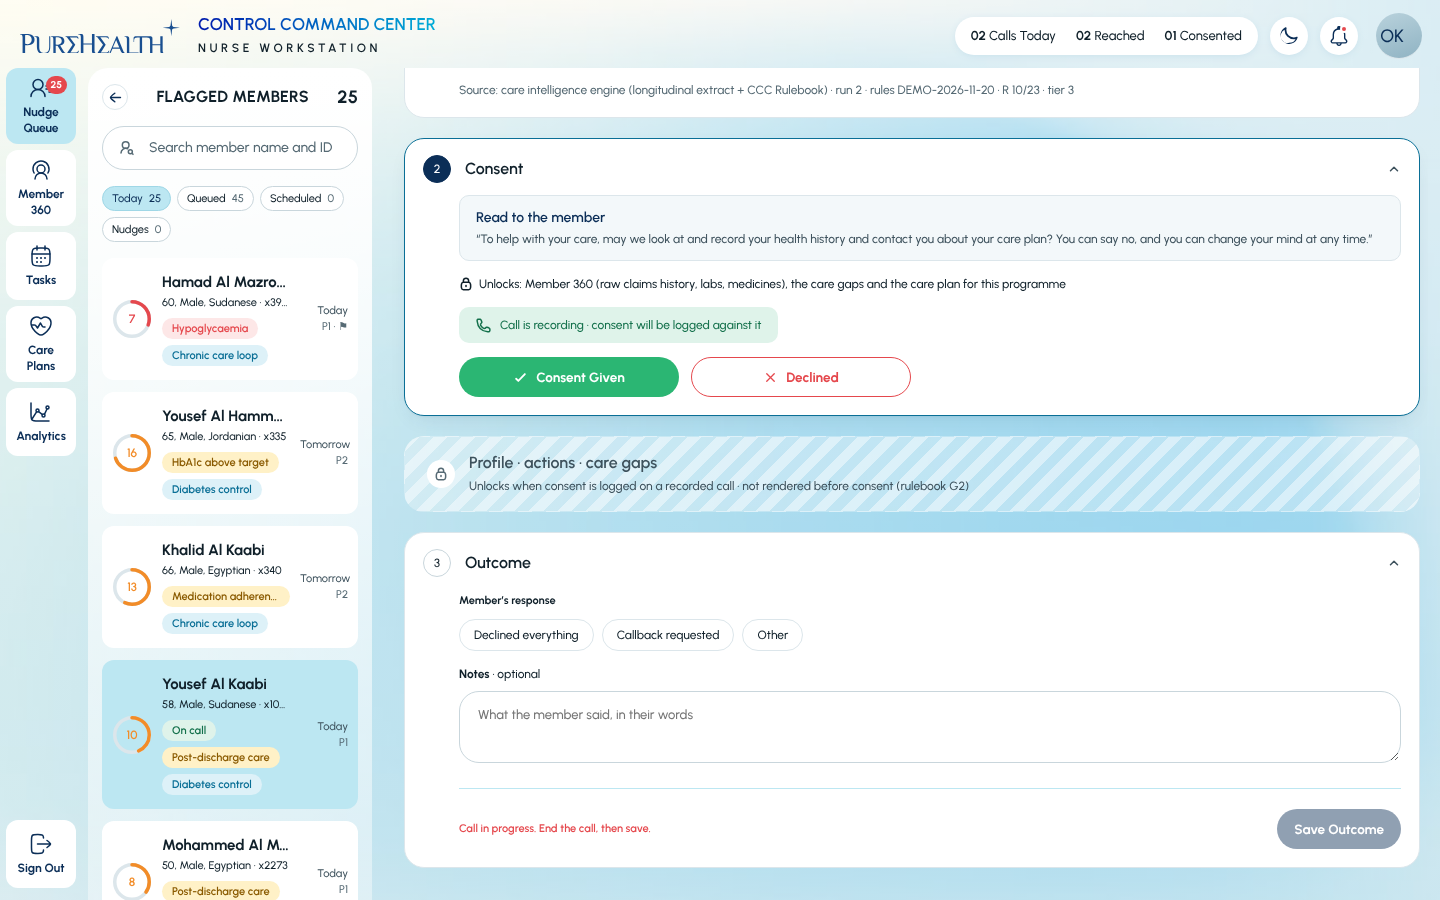 PUREHEALTH
CONTROL COMMAND CENTER
NURSE WORKSTATION
02 Calls Today 02 Reached 01 Consented
OK
25
Nudge
Queue
Member
360
Tasks
Care
Plans
Analytics
Sign Out
FLAGGED MEMBERS 25
Search member name and ID
Today 25 Queued 45 Scheduled 0
Nudges 0
7
Hamad Al Mazro...
60, Male, Sudanese · x39...
Hypoglycaemia
Chronic care loop
Today
P1 · ⚑
16
Yousef Al Hamm...
65, Male, Jordanian · x335
HbA1c above target
Diabetes control
Tomorrow
P2
13
Khalid Al Kaabi
66, Male, Egyptian · x340
Medication adheren...
Chronic care loop
Tomorrow
P2
10
Yousef Al Kaabi
58, Male, Sudanese · x10...
On call
Post-discharge care
Diabetes control
Today
P1
8
Mohammed Al M...
50, Male, Egyptian · x2273
Post-discharge care
Today
P1
Source: care intelligence engine (longitudinal extract + CCC Rulebook) · run 2 · rules DEMO-2026-11-20 · R 10/23 · tier 3
2 Consent
Read to the member
“To help with your care, may we look at and record your health history and contact you about your care plan? You can say no, and you can change your mind at any time.”
Unlocks: Member 360 (raw claims history, labs, medicines), the care gaps and the care plan for this programme
Call is recording · consent will be logged against it
Consent Given Declined
Profile · actions · care gaps
Unlocks when consent is logged on a recorded call · not rendered before consent (rulebook G2)
3 Outcome
Member’s response
Declined everything Callback requested Other
Notes · optional
What the member said, in their words
Call in progress. End the call, then save.
Save Outcome